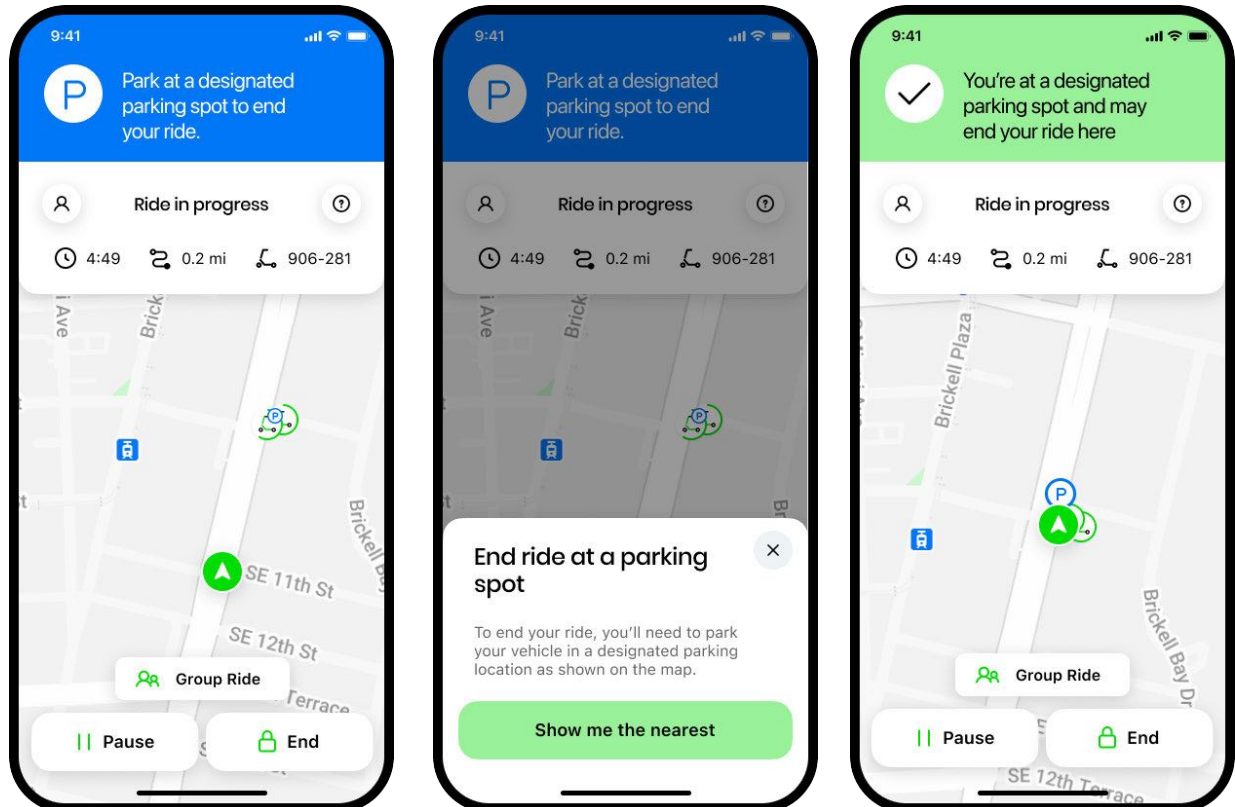 9:41
P
Park at a designated
parking spot to end
your ride.
Ride in progress
4:49
0.2 mi
906-281
Ave
Brick
P
SE 11th St
Brickell Ba
SE 12th St
Group Ride
Terrace
Pause
End
9:41
P
Park at a designated
parking spot to end
your ride.
Ride in progress
4:49
0.2 mi
906-281
Ave
Brick
P
Br
End ride at a parking
spot
To end your ride, you'll need to park
your vehicle in a designated parking
location as shown on the map.
Show me the nearest
9:41
You're at a designated
parking spot and may
end your ride here
Ride in progress
4:49
0.2 mi
906-281
Brickell Plaza
P
Brickell Bay Dr
Group Ride
Pause
End
SE 12th Terrace